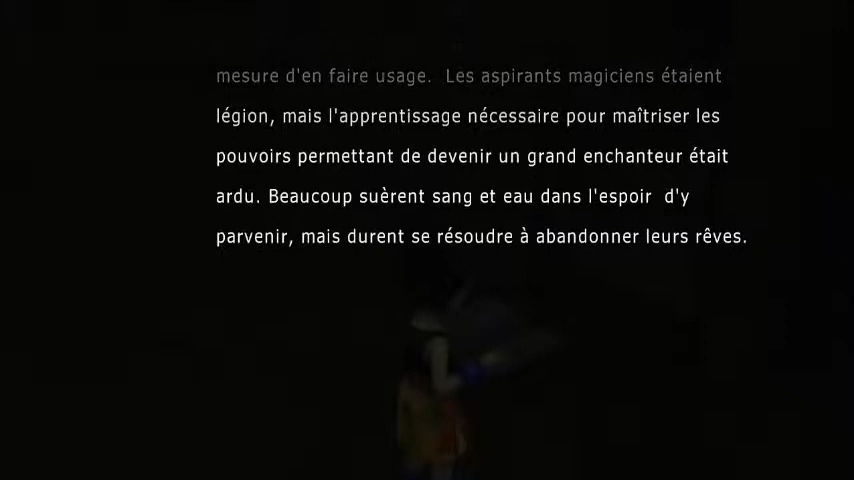 mesure d'en faire usage.  Les aspirants magiciens étaient
légion, mais l'apprentissage nécessaire pour maîtriser les
pouvoirs permettant de devenir un grand enchanteur était
ardu. Beaucoup suèrent sang et eau dans l'espoir  d'y
parvenir, mais durent se résoudre à abandonner leurs rêves.